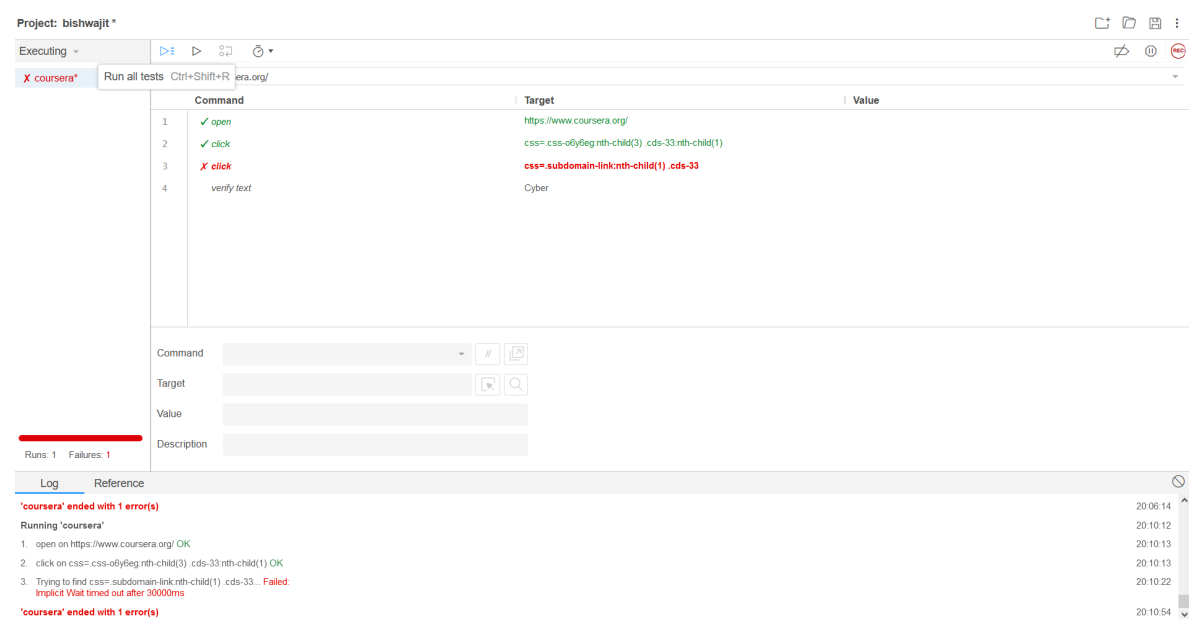 Project: bishwajit *
Executing
REC
✗ coursera*
Run all tests Ctrl+Shift+R
era.org/
Command Target Value
1 ✓ open https://www.coursera.org/
2 ✓ click css=.css-o6y6eg:nth-child(3) .cds-33:nth-child(1)
3 ✗ click css=.subdomain-link:nth-child(1) .cds-33
4 verify text Cyber
Command //
Target
Value
Description
Runs: 1 Failures: 1
Log Reference
'coursera' ended with 1 error(s) 20:06:14
Running 'coursera' 20:10:12
1. open on https://www.coursera.org/ OK 20:10:13
2. click on css=.css-o6y6eg:nth-child(3) .cds-33:nth-child(1) OK 20:10:13
3. Trying to find css=.subdomain-link:nth-child(1) .cds-33... Failed: 20:10:22
Implicit Wait timed out after 30000ms
'coursera' ended with 1 error(s) 20:10:54